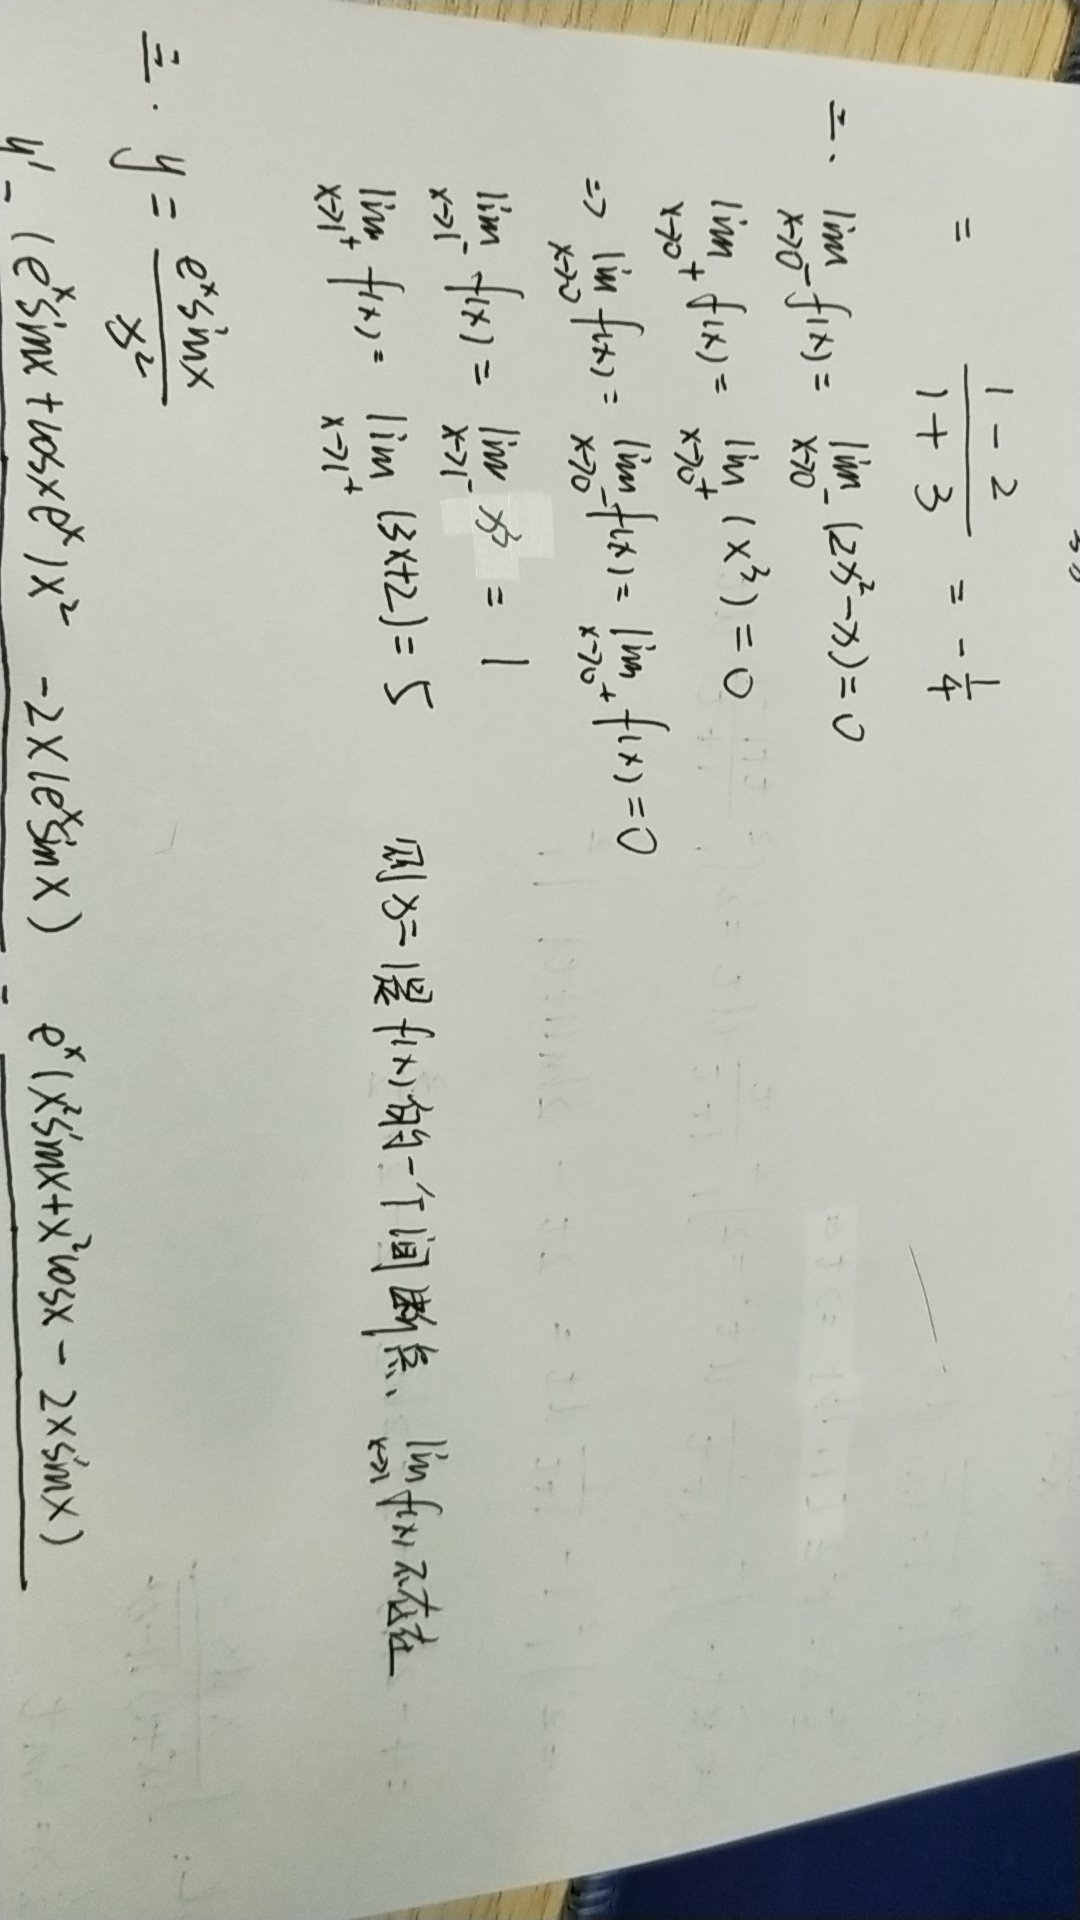 = \frac{1-2}{1+3} = -\frac{1}{4}
二. \lim_{x→0^-} f(x) = \lim_{x→0^-} (2x²-x) = 0
\lim_{x→0^+} f(x) = \lim_{x→0^+} (x³) = 0
=> \lim_{x→0} f(x) = \lim_{x→0^-} f(x) = \lim_{x→0^+} f(x) = 0
\lim_{x→1^-} f(x) = \lim_{x→1^-} x³ = 1
\lim_{x→1^+} f(x) = \lim_{x→1^+} (3x+2) = 5 则 x=1是 f(x) 的一个间断点、\lim_{x→1} f(x) 不存在
三. y = \frac{e^x sinx}{x²}
y' = (e^x sinx + cosx e^x) x² - 2x(e^x sinx) = e^x(x² sinx + x² cosx - 2x sinx)